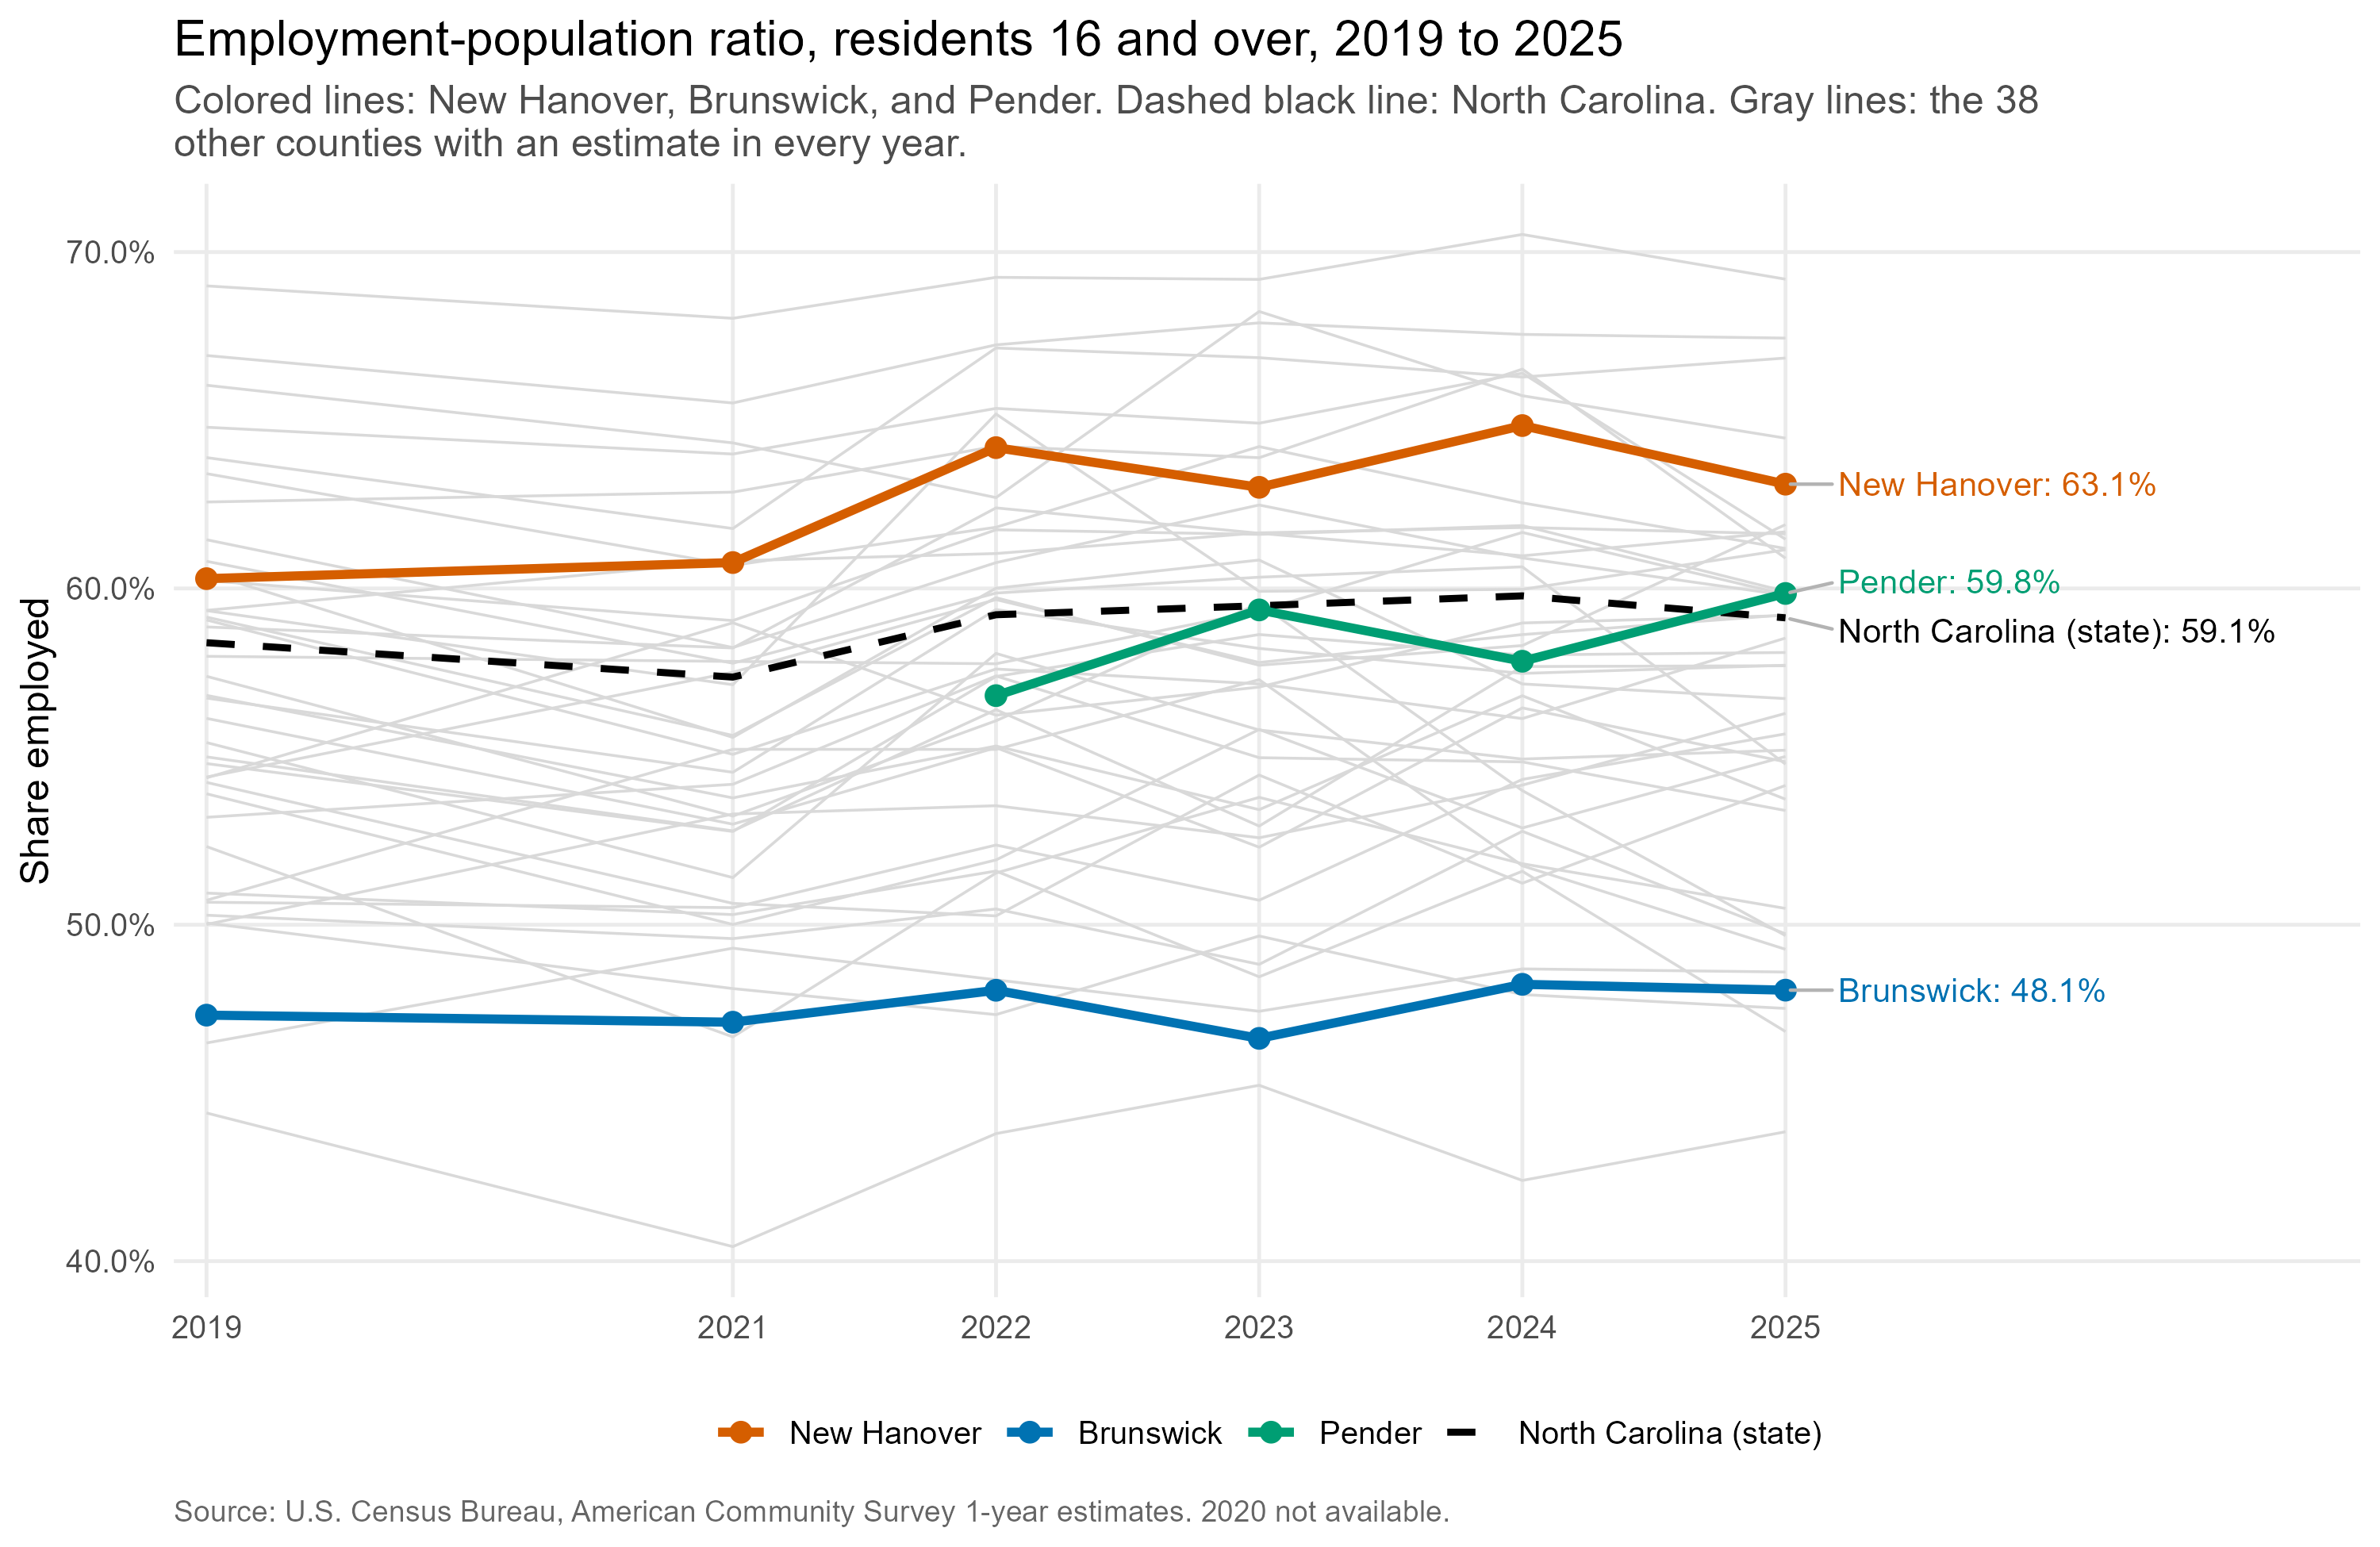 Employment-population ratio, residents 16 and over, 2019 to 2025
Colored lines: New Hanover, Brunswick, and Pender. Dashed black line: North Carolina. Gray lines: the 38
other counties with an estimate in every year.
Share employed
70.0%
60.0%
50.0%
40.0%
New Hanover: 63.1%
Pender: 59.8%
North Carolina (state): 59.1%
Brunswick: 48.1%
2019 2021 2022 2023 2024 2025
New Hanover Brunswick Pender North Carolina (state)
Source: U.S. Census Bureau, American Community Survey 1-year estimates. 2020 not available.